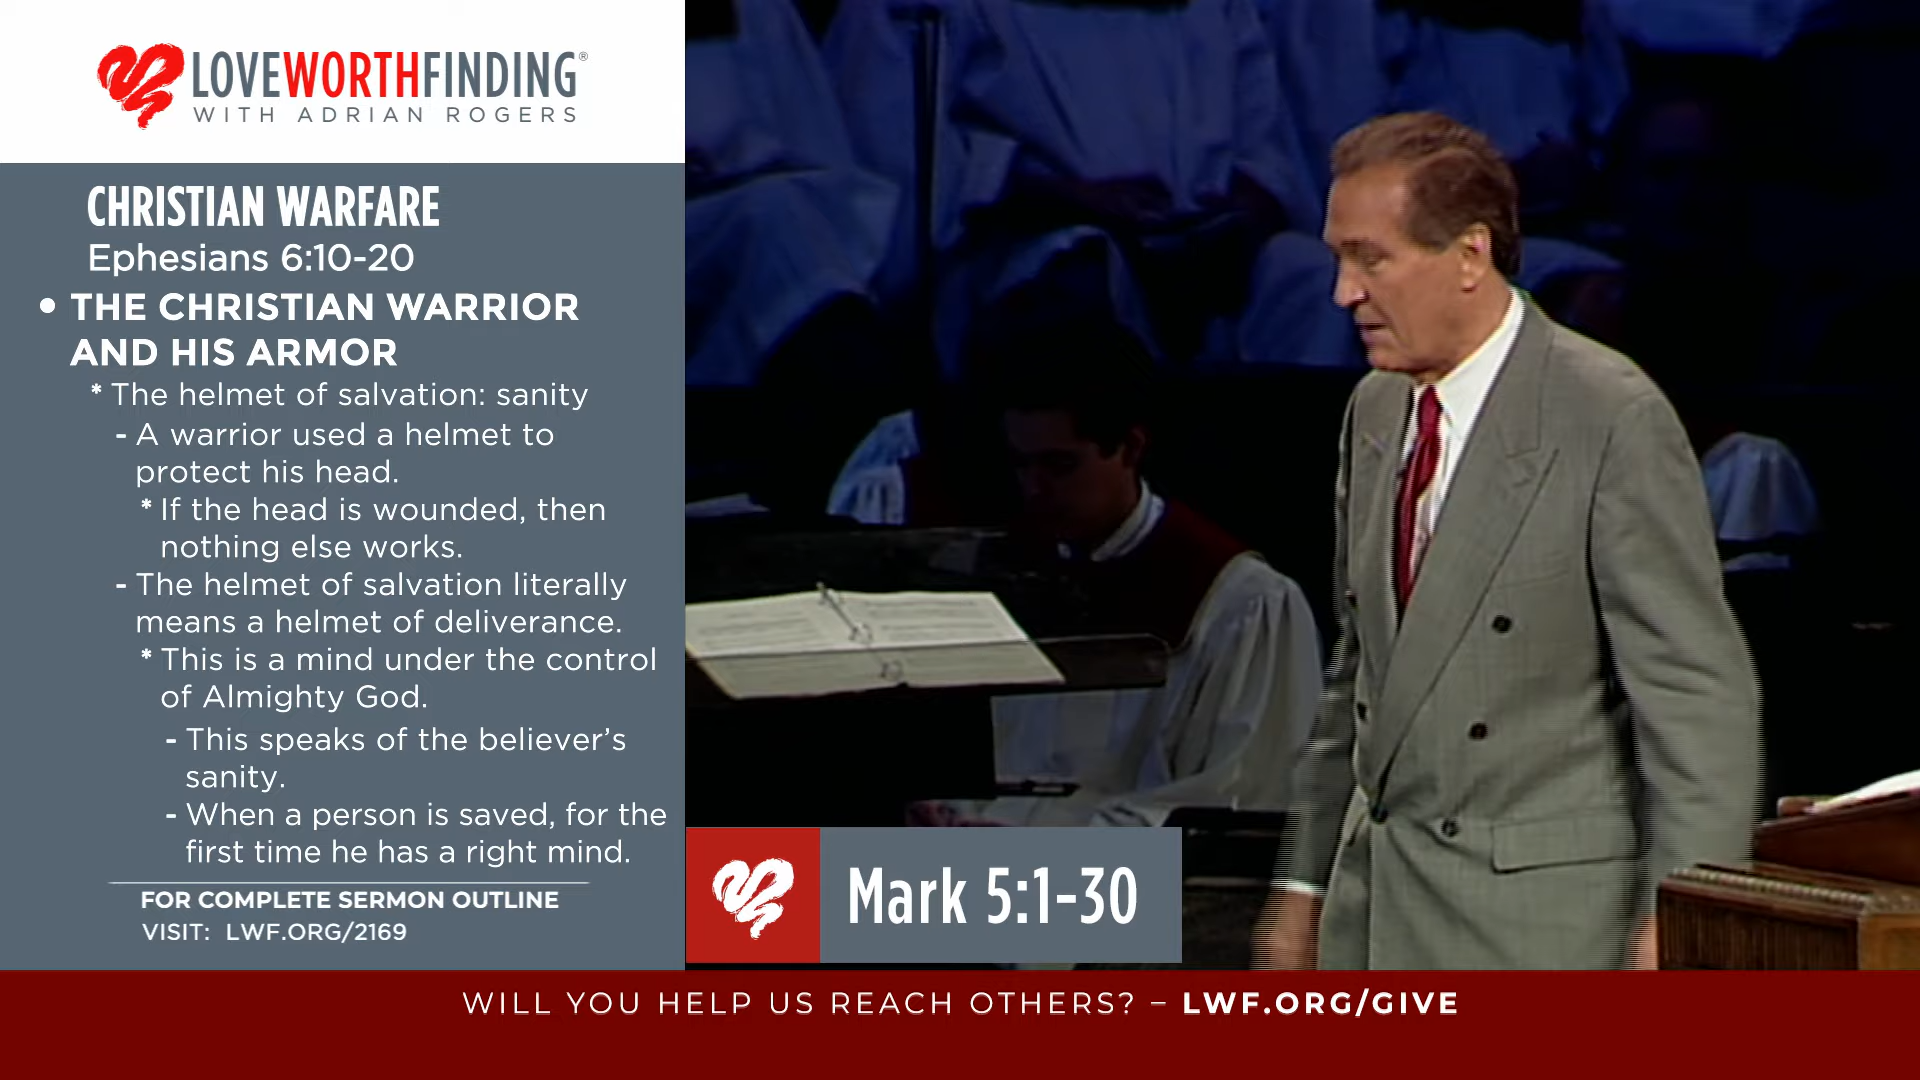 LOVEWORTHFINDING®
WITH ADRIAN ROGERS
CHRISTIAN WARFARE
Ephesians 6:10-20
• THE CHRISTIAN WARRIOR
AND HIS ARMOR
* The helmet of salvation: sanity
- A warrior used a helmet to
protect his head.
* If the head is wounded, then
nothing else works.
- The helmet of salvation literally
means a helmet of deliverance.
* This is a mind under the control
of Almighty God.
- This speaks of the believer's
sanity.
- When a person is saved, for the
first time he has a right mind.
FOR COMPLETE SERMON OUTLINE
VISIT: LWF.ORG/2169
Mark 5:1-30
WILL YOU HELP US REACH OTHERS? – LWF.ORG/GIVE